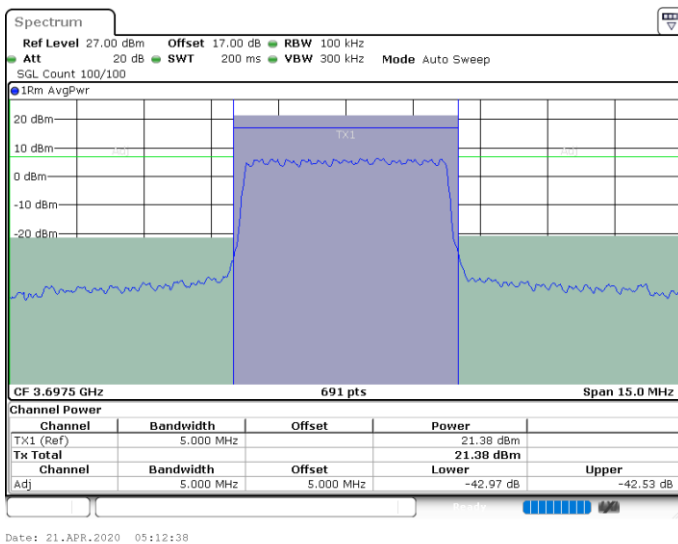 Spectrum
Ref Level 27.00 dBm Offset 17.00 dB RBW 100 kHz
Att 20 dB SWT 200 ms VBW 300 kHz Mode Auto Sweep
SGL Count 100/100
1Rm AvgPwr
20 dBm
TX1
10 dBm
Adj Adj
0 dBm
-10 dBm
-20 dBm
CF 3.6975 GHz 691 pts Span 15.0 MHz
Channel Power
Channel Bandwidth Offset Power
TX1 (Ref) 5.000 MHz 21.38 dBm
Tx Total 21.38 dBm
Channel Bandwidth Offset Lower Upper
Adj 5.000 MHz 5.000 MHz -42.97 dB -42.53 dB
Ready
Date: 21.APR.2020 05:12:38